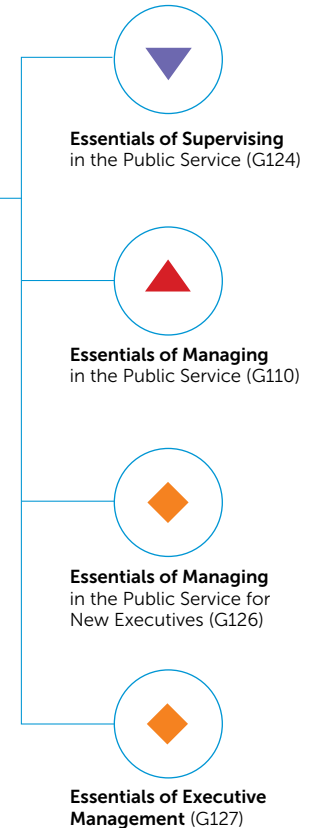 Essentials of Supervising
in the Public Service (G124)
Essentials of Managing
in the Public Service (G110)
Essentials of Managing
in the Public Service for
New Executives (G126)
Essentials of Executive
Management (G127)